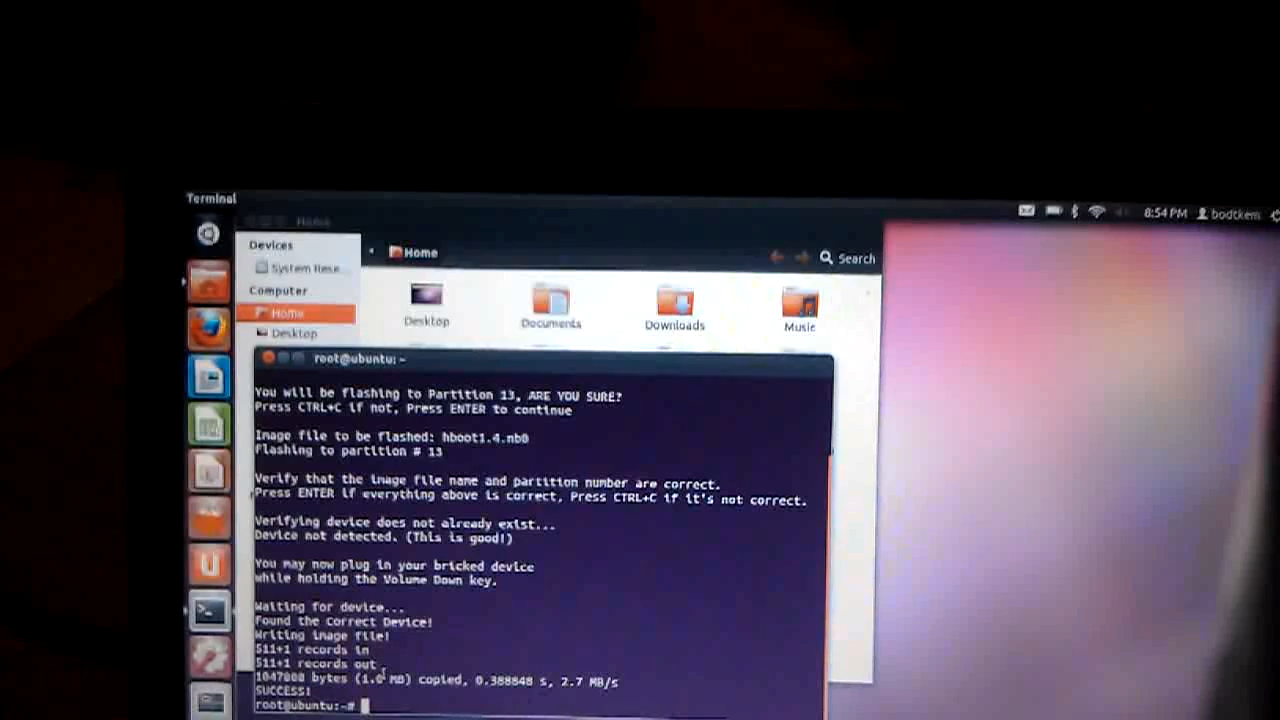 Terminal
8:54 PM bodtkem
Home
Devices
Home
Search
System Rese...
Computer
Home
Desktop
Desktop
Documents
Downloads
Music
root@ubuntu: ~
You will be flashing to Partition 13, ARE YOU SURE?
Press CTRL+C if not, Press ENTER to continue
Image file to be flashed: hboot1.4.nb0
Flashing to partition # 13
Verify that the image file name and partition number are correct.
Press ENTER if everything above is correct, Press CTRL+C if it's not correct.
Verifying device does not already exist...
Device not detected. (This is good!)
You may now plug in your bricked device
while holding the Volume Down key.
Waiting for device...
Found the Correct Device!
Writing image file!
511+1 records in
511+1 records out
bytes (1.0 MB) copied, 0.388848 s, 2.7 MB/s
SUCCESS!
root@ubuntu:~#